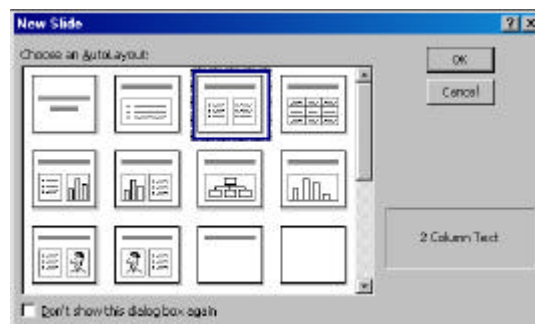 New Slide
Choose an AutoLayout:
OK
Cancel
2 Column Text
Don't show this dialog box again